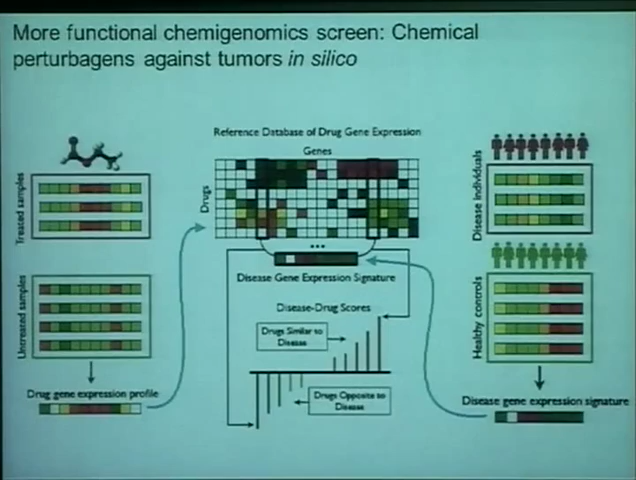 More functional chemigenomics screen: Chemical
perturbagens against tumors in silico
Reference Database of Drug Gene Expression
Genes
Drugs
Treated samples
Untreated samples
Drug gene expression profile
...
Disease Gene Expression Signature
Disease-Drug Scores
Drugs Similar to
Disease
Drugs Opposite to
Disease
Disease individuals
Healthy controls
Disease gene expression signature